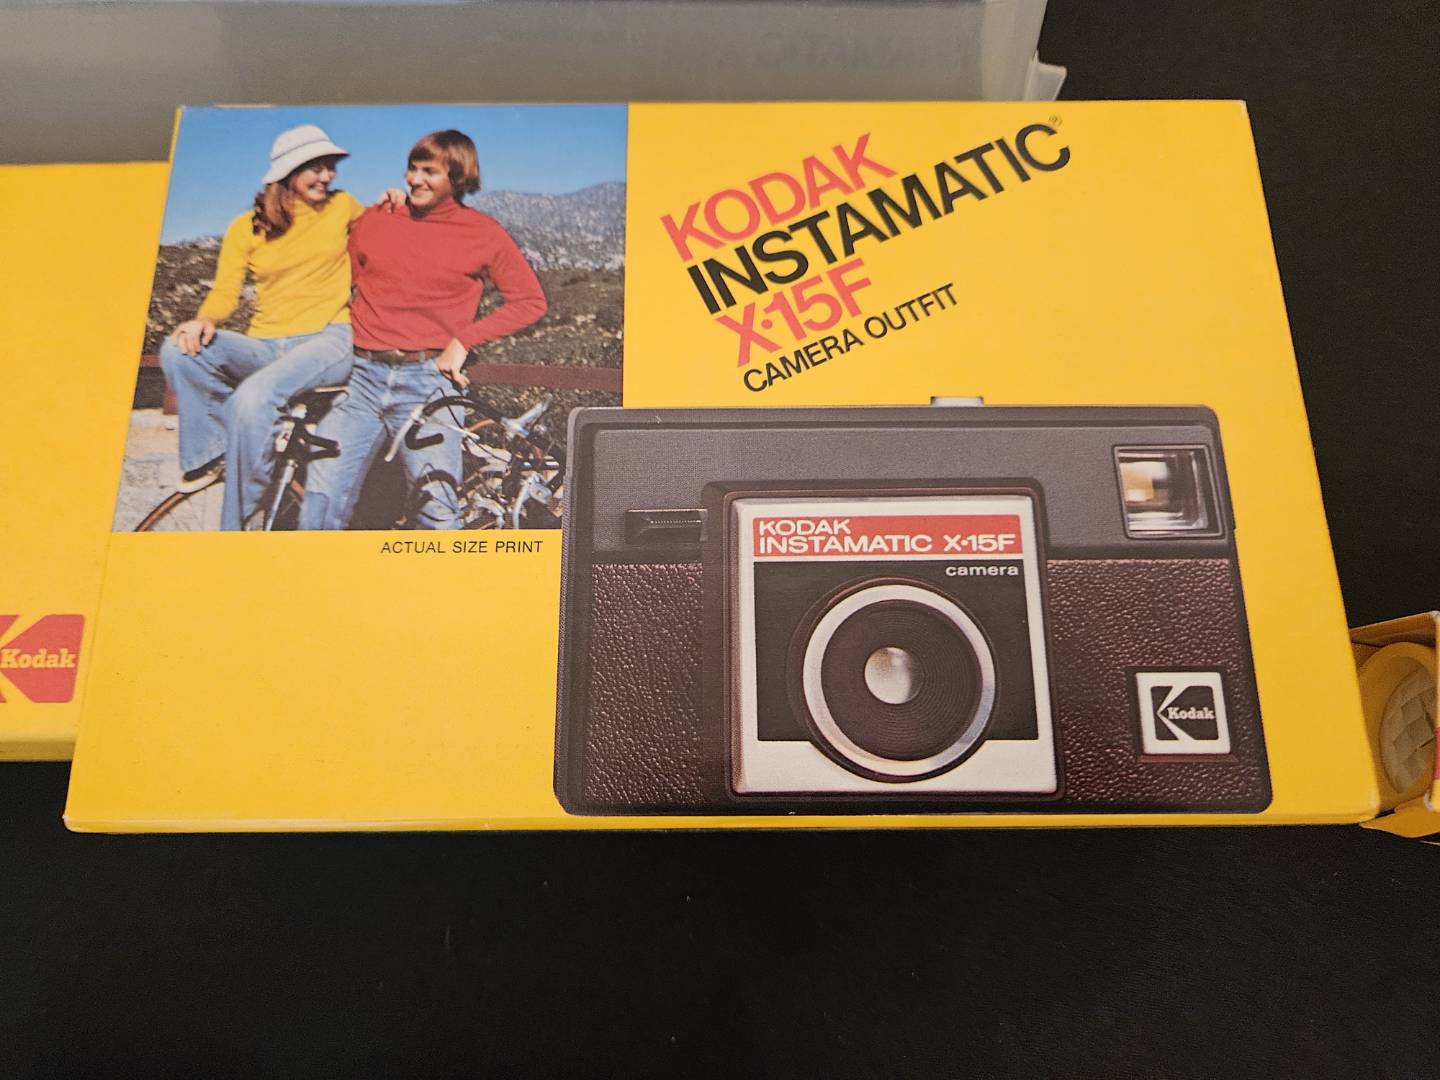 KODAK
INSTAMATIC®
X·15F
CAMERA OUTFIT
ACTUAL SIZE PRINT
KODAK
INSTAMATIC X·15F
camera
Kodak
Kodak